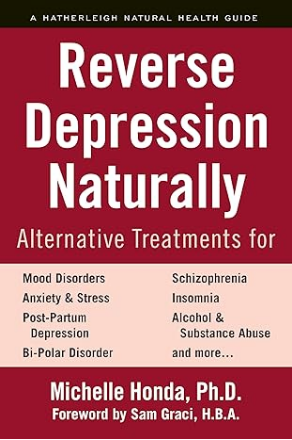 A HATHERLEIGH NATURAL HEALTH GUIDE
Reverse
Depression
Naturally
Alternative Treatments for
Mood Disorders
Anxiety & Stress
Post-Partum
Depression
Bi-Polar Disorder
Schizophrenia
Insomnia
Alcohol &
Substance Abuse
and more...
Michelle Honda, Ph.D.
Foreword by Sam Graci, H.B.A.